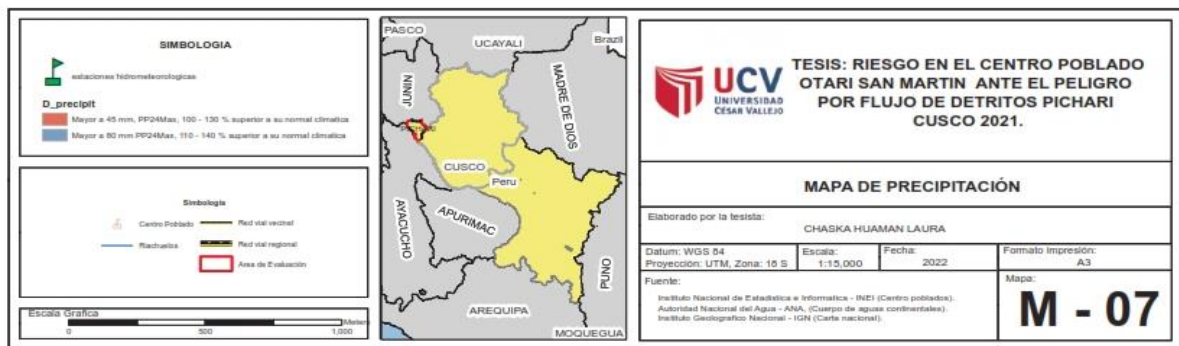 SIMBOLOGIA
estaciones hidrometeorologicas
D_precipit
Mayor a 45 mm, PP24Max, 100 - 130 % superior a su normal climatica
Mayor a 60 mm, PP24Max, 110 - 140 % superior a su normal climatica
Simbología
Centro Poblado
Red vial vecinal
Riachuelos
Red vial regional
Area de Evaluación
Escala Grafica
Meters
0
500
1,000
PASCO
UCAYALI
Brazil
JUNIN
MADRE DE DIOS
CUSCO
Peru
AYACUCHO
APURIMAC
PUNO
AREQUIPA
MOQUEGUA
UCV
UNIVERSIDAD
CÉSAR VALLEJO
TESIS: RIESGO EN EL CENTRO POBLADO
OTARI SAN MARTIN ANTE EL PELIGRO
POR FLUJO DE DETRITOS PICHARI
CUSCO 2021.
MAPA DE PRECIPITACIÓN
Elaborado por la tesista:
CHASKA HUAMAN LAURA
Datum: WGS 84
Proyección: UTM, Zona: 18 S
Escala:
1:15,000
Fecha:
2022
Formato impresión:
A3
Fuente:
Instituto Nacional de Estadistica e Informatica - INEI (Centro poblados).
Autoridad Nacional del Agua - ANA, (Cuerpo de aguas continentales).
Instituto Geografico Nacional - IGN (Carta nacional).
Mapa:
M - 07